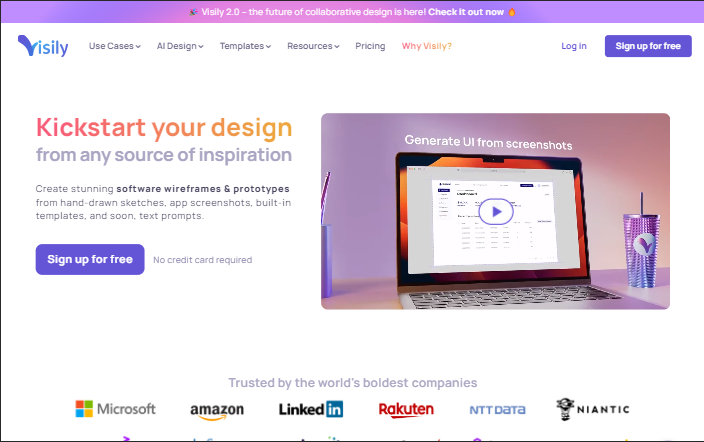 🎉 Visily 2.0 – the future of collaborative design is here! Check it out now 🔥
Visily
Use Cases
AI Design
Templates
Resources
Pricing
Why Visily?
Log in
Sign up for free
Kickstart your design
from any source of inspiration
Create stunning software wireframes & prototypes
from hand-drawn sketches, app screenshots, built-in
templates, and soon, text prompts.
Sign up for free
No credit card required
Generate UI from screenshots
Trusted by the world's boldest companies
Microsoft
amazon
Linkedin
Rakuten
NTT DATA
NIANTIC